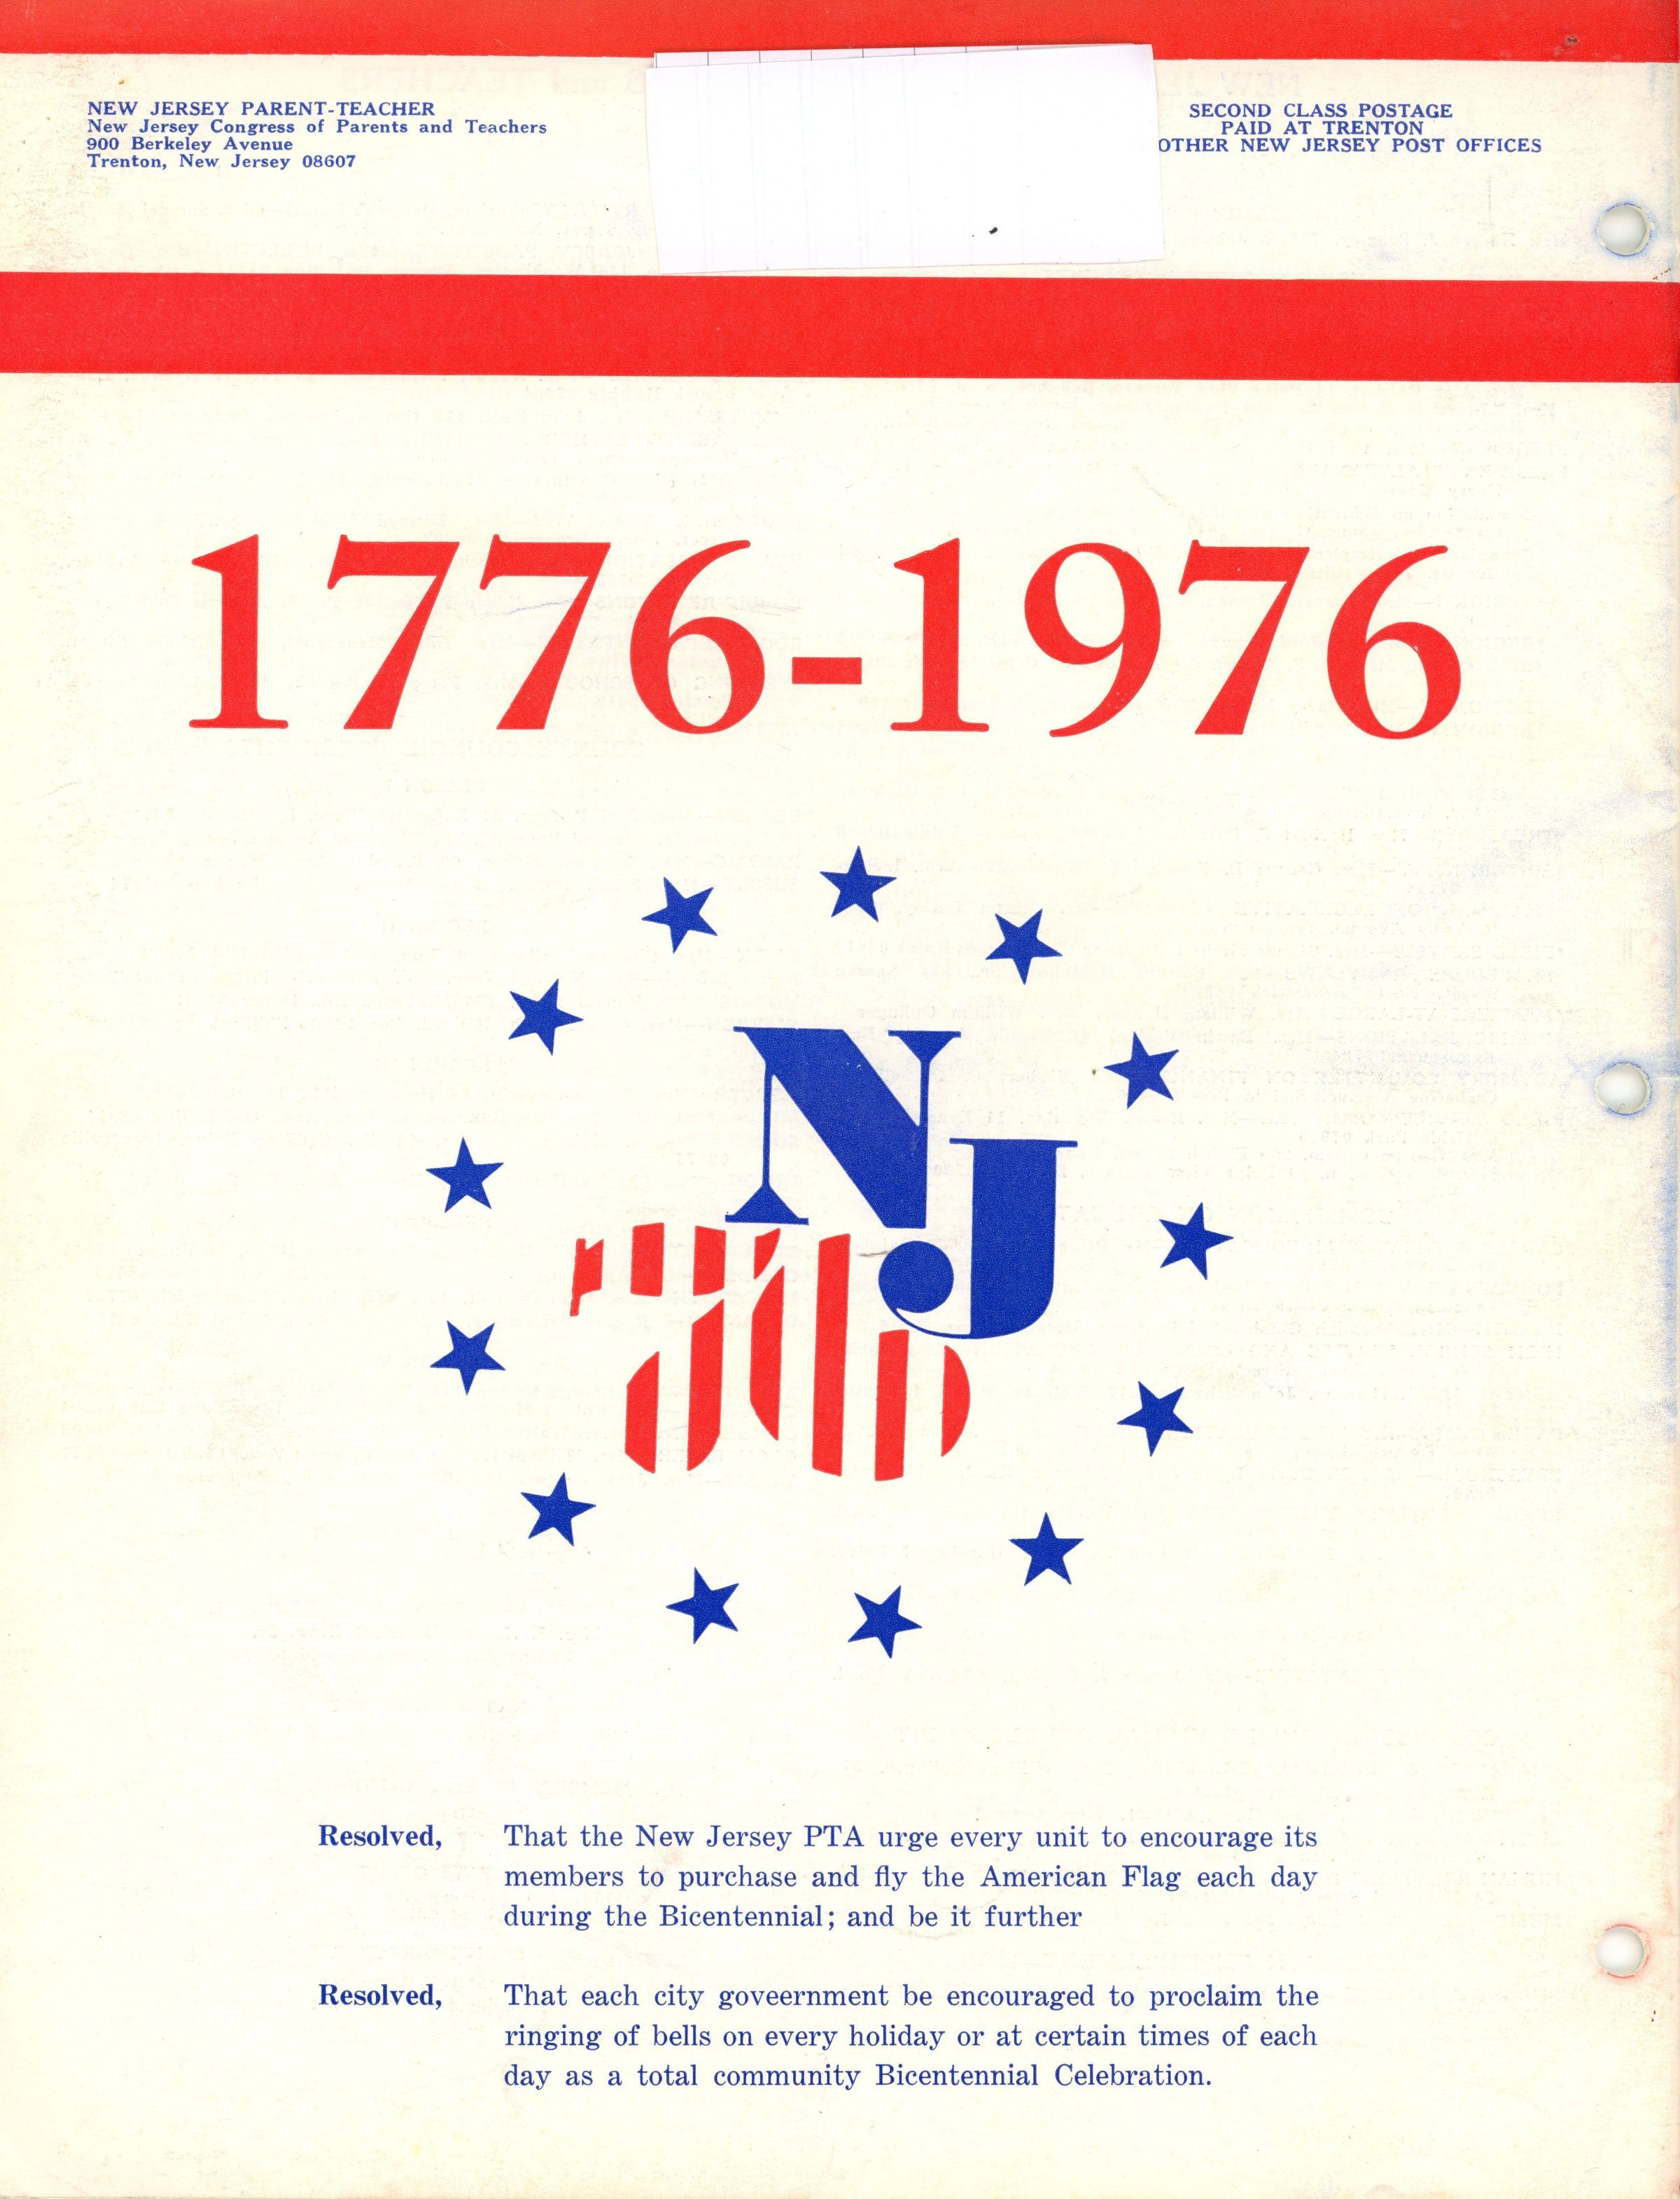 NEW JERSEY PARENT-TEACHER
New Jersey Congress of Parents and Teachers
900 Berkeley Avenue
Trenton, New Jersey 08607
SECOND CLASS POSTAGE
PAID AT TRENTON
OTHER NEW JERSEY POST OFFICES
1776-1976
NJ
Resolved, That the New Jersey PTA urge every unit to encourage its
members to purchase and fly the American Flag each day
during the Bicentennial; and be it further
Resolved, That each city goveernment be encouraged to proclaim the
ringing of bells on every holiday or at certain times of each
day as a total community Bicentennial Celebration.